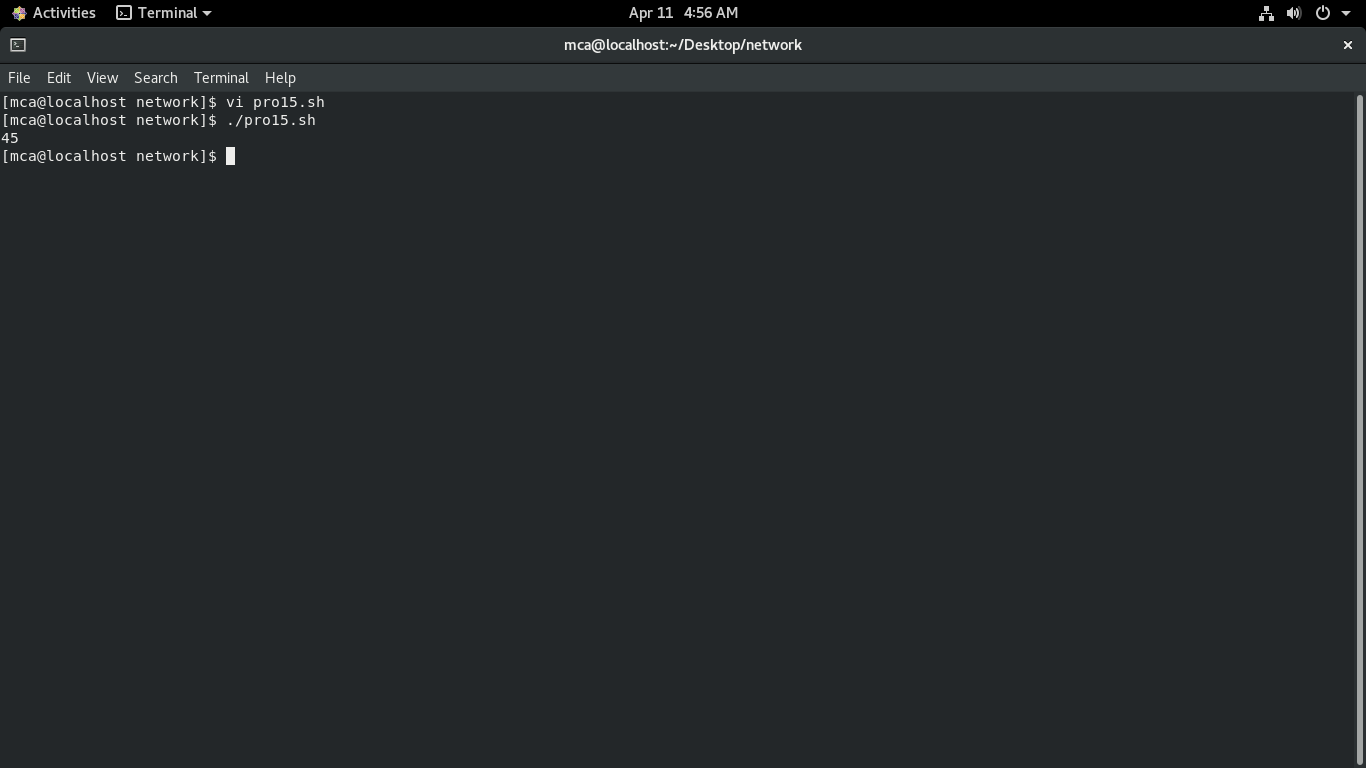 Activities Terminal Apr 11 4:56 AM
mca@localhost:~/Desktop/network
File Edit View Search Terminal Help
[mca@localhost network]$ vi pro15.sh
[mca@localhost network]$ ./pro15.sh
45
[mca@localhost network]$